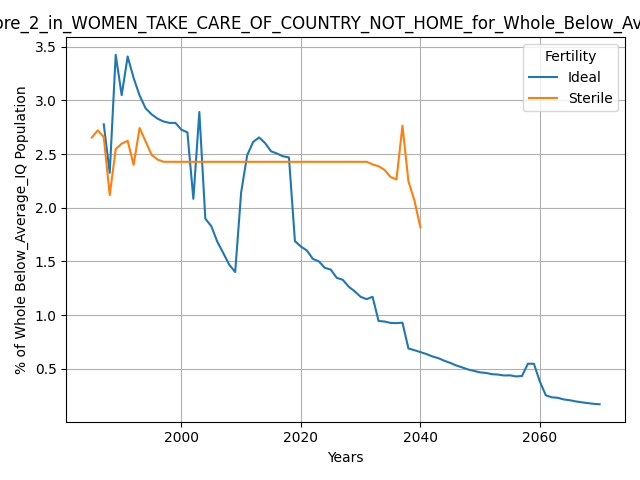 ore_2_in_WOMEN_TAKE_CARE_OF_COUNTRY_NOT_HOME_for_Whole_Below_Av
Fertility
Ideal
Sterile
% of Whole Below_Average_IQ Population
3.5
3.0
2.5
2.0
1.5
1.0
0.5
2000
2020
2040
2060
Years